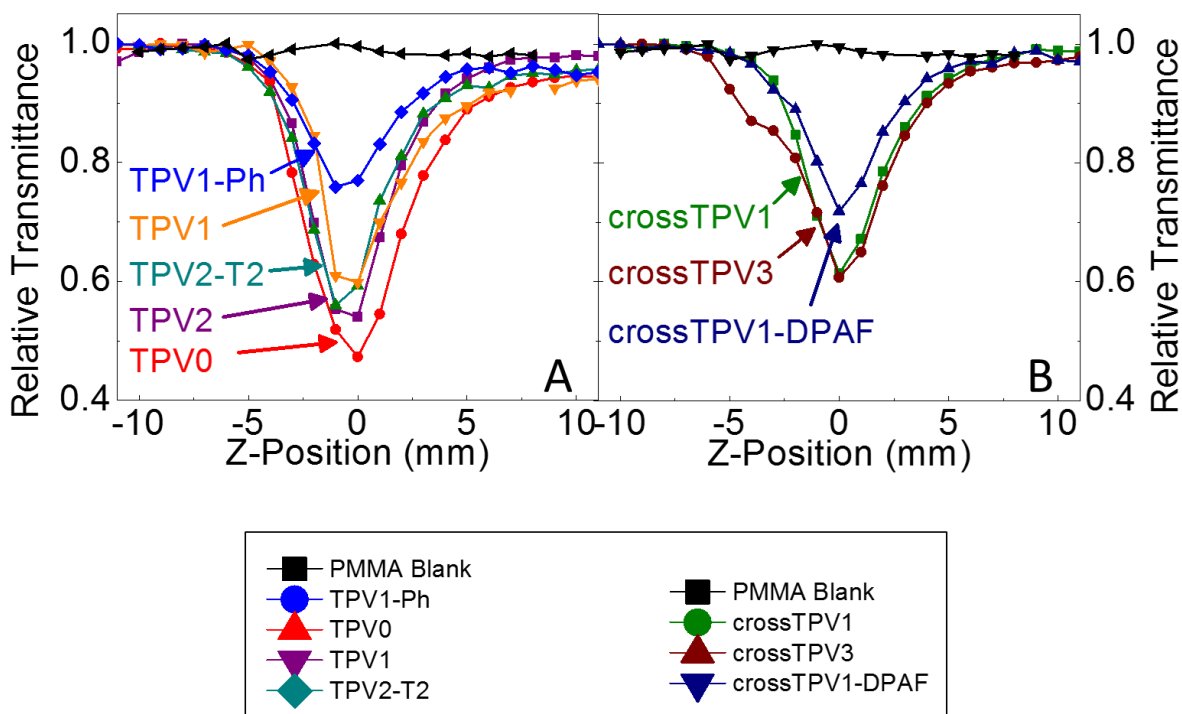 1.0
0.8
0.6
0.4
Relative Transmittance
TPV1-Ph
TPV1
TPV2-T2
TPV2
TPV0
A
-10 -5 0 5 10
Z-Position (mm)
crossTPV1
crossTPV3
crossTPV1-DPAF
B
-10 -5 0 5 10
Z-Position (mm)
1.0
0.8
0.6
0.4
Relative Transmittance
PMMA Blank
TPV1-Ph
TPV0
TPV1
TPV2-T2
PMMA Blank
crossTPV1
crossTPV3
crossTPV1-DPAF